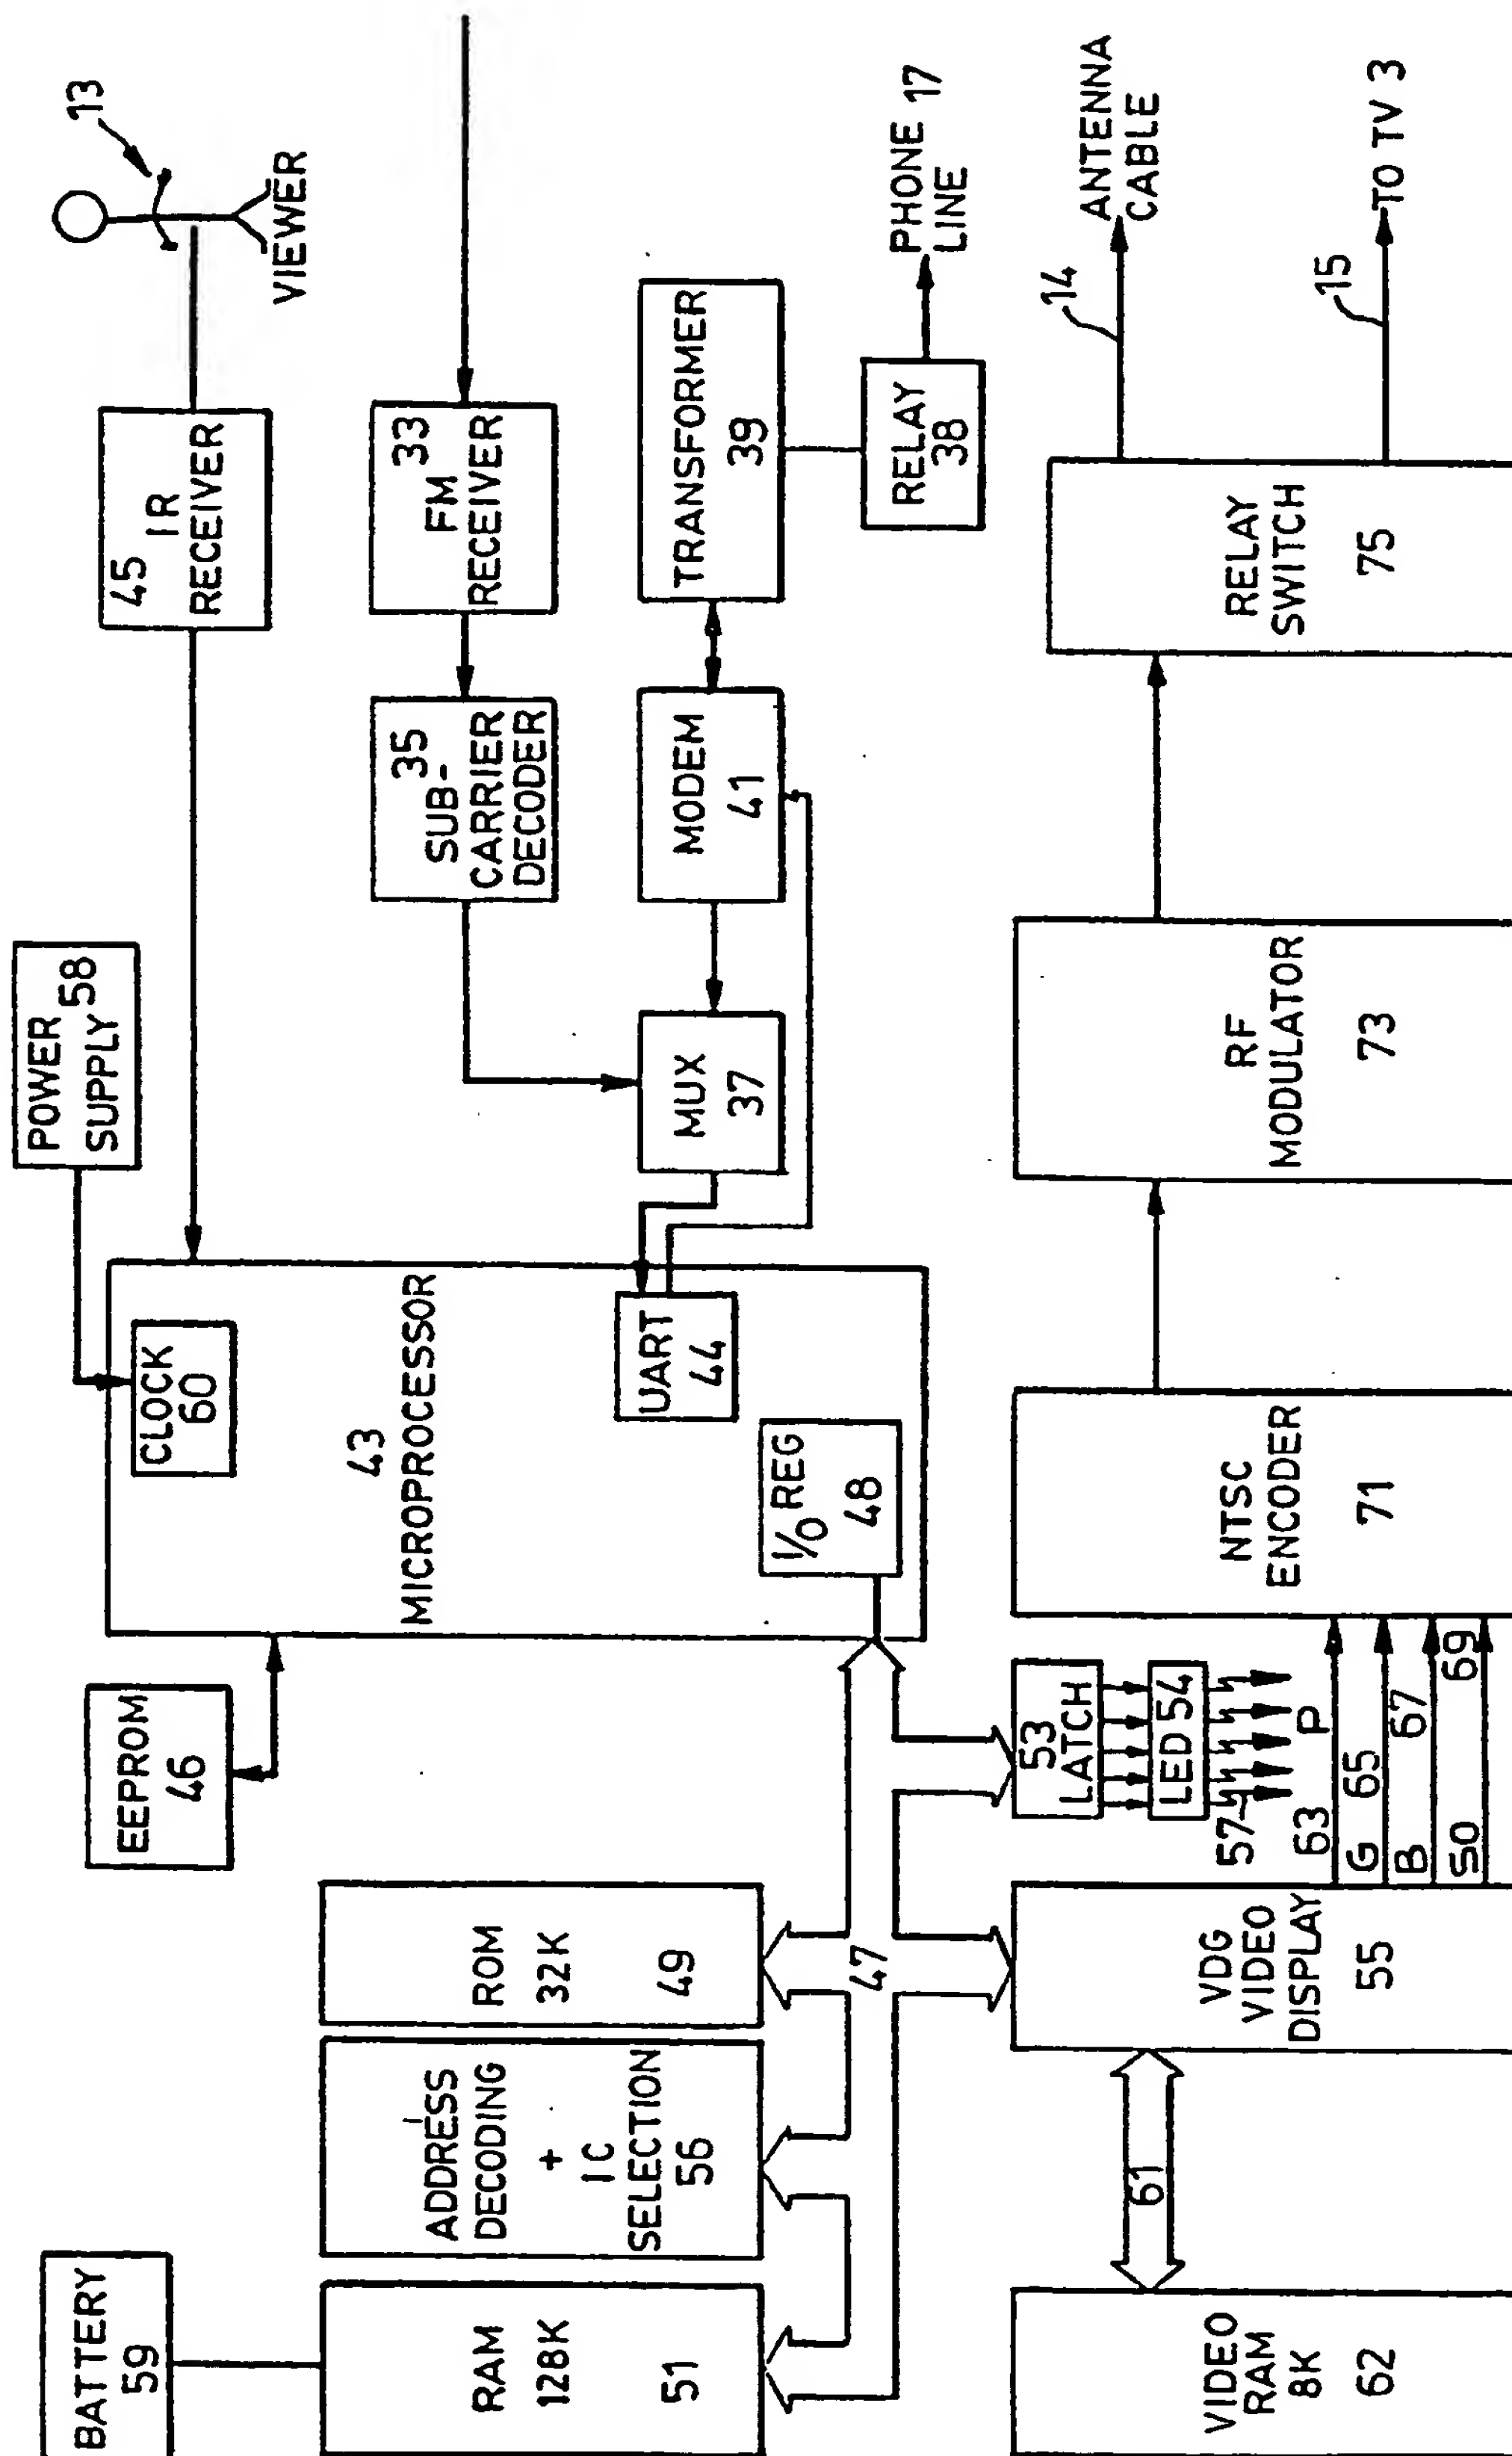 BATTERY
59
RAM
128K
51
ADDRESS
DECODING
+
IC
SELECTION
56
ROM
32K
49
47
EEPROM
46
43
MICROPROCESSOR
CLOCK
60
UART
44
I/O REG
48
POWER
SUPPLY 58
45
IR
RECEIVER
13
VIEWER
33
FM
RECEIVER
35
SUB-
CARRIER
DECODER
MUX
37
MODEM
41
TRANSFORMER
39
RELAY
38
PHONE 17
LINE
VIDEO
RAM
8K
62
61
VDG
VIDEO
DISPLAY
55
53
LATCH
LED 54
57
63 P
G 65
B 67
SO 69
NTSC
ENCODER
71
RF
MODULATOR
73
RELAY
SWITCH
75
14
ANTENNA
CABLE
15
TO TV 3